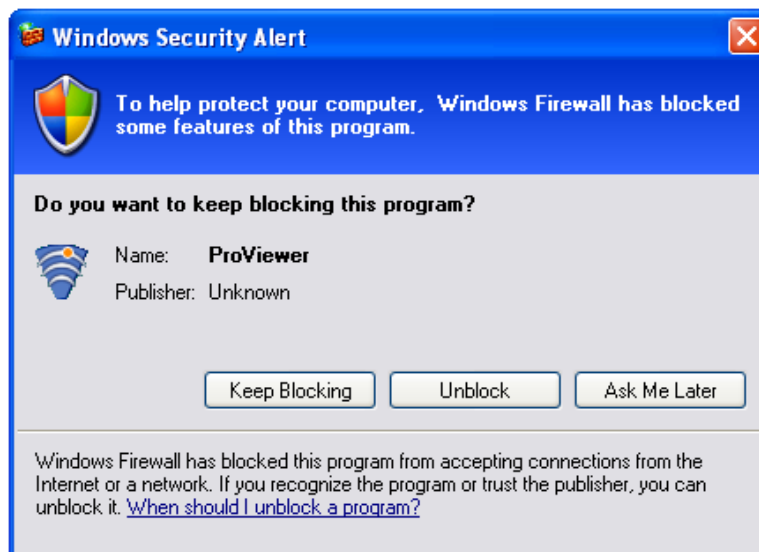 Windows Security Alert
To help protect your computer, Windows Firewall has blocked
some features of this program.
Do you want to keep blocking this program?
Name: ProViewer
Publisher: Unknown
Keep Blocking Unblock Ask Me Later
Windows Firewall has blocked this program from accepting connections from the
Internet or a network. If you recognize the program or trust the publisher, you can
unblock it. When should I unblock a program?